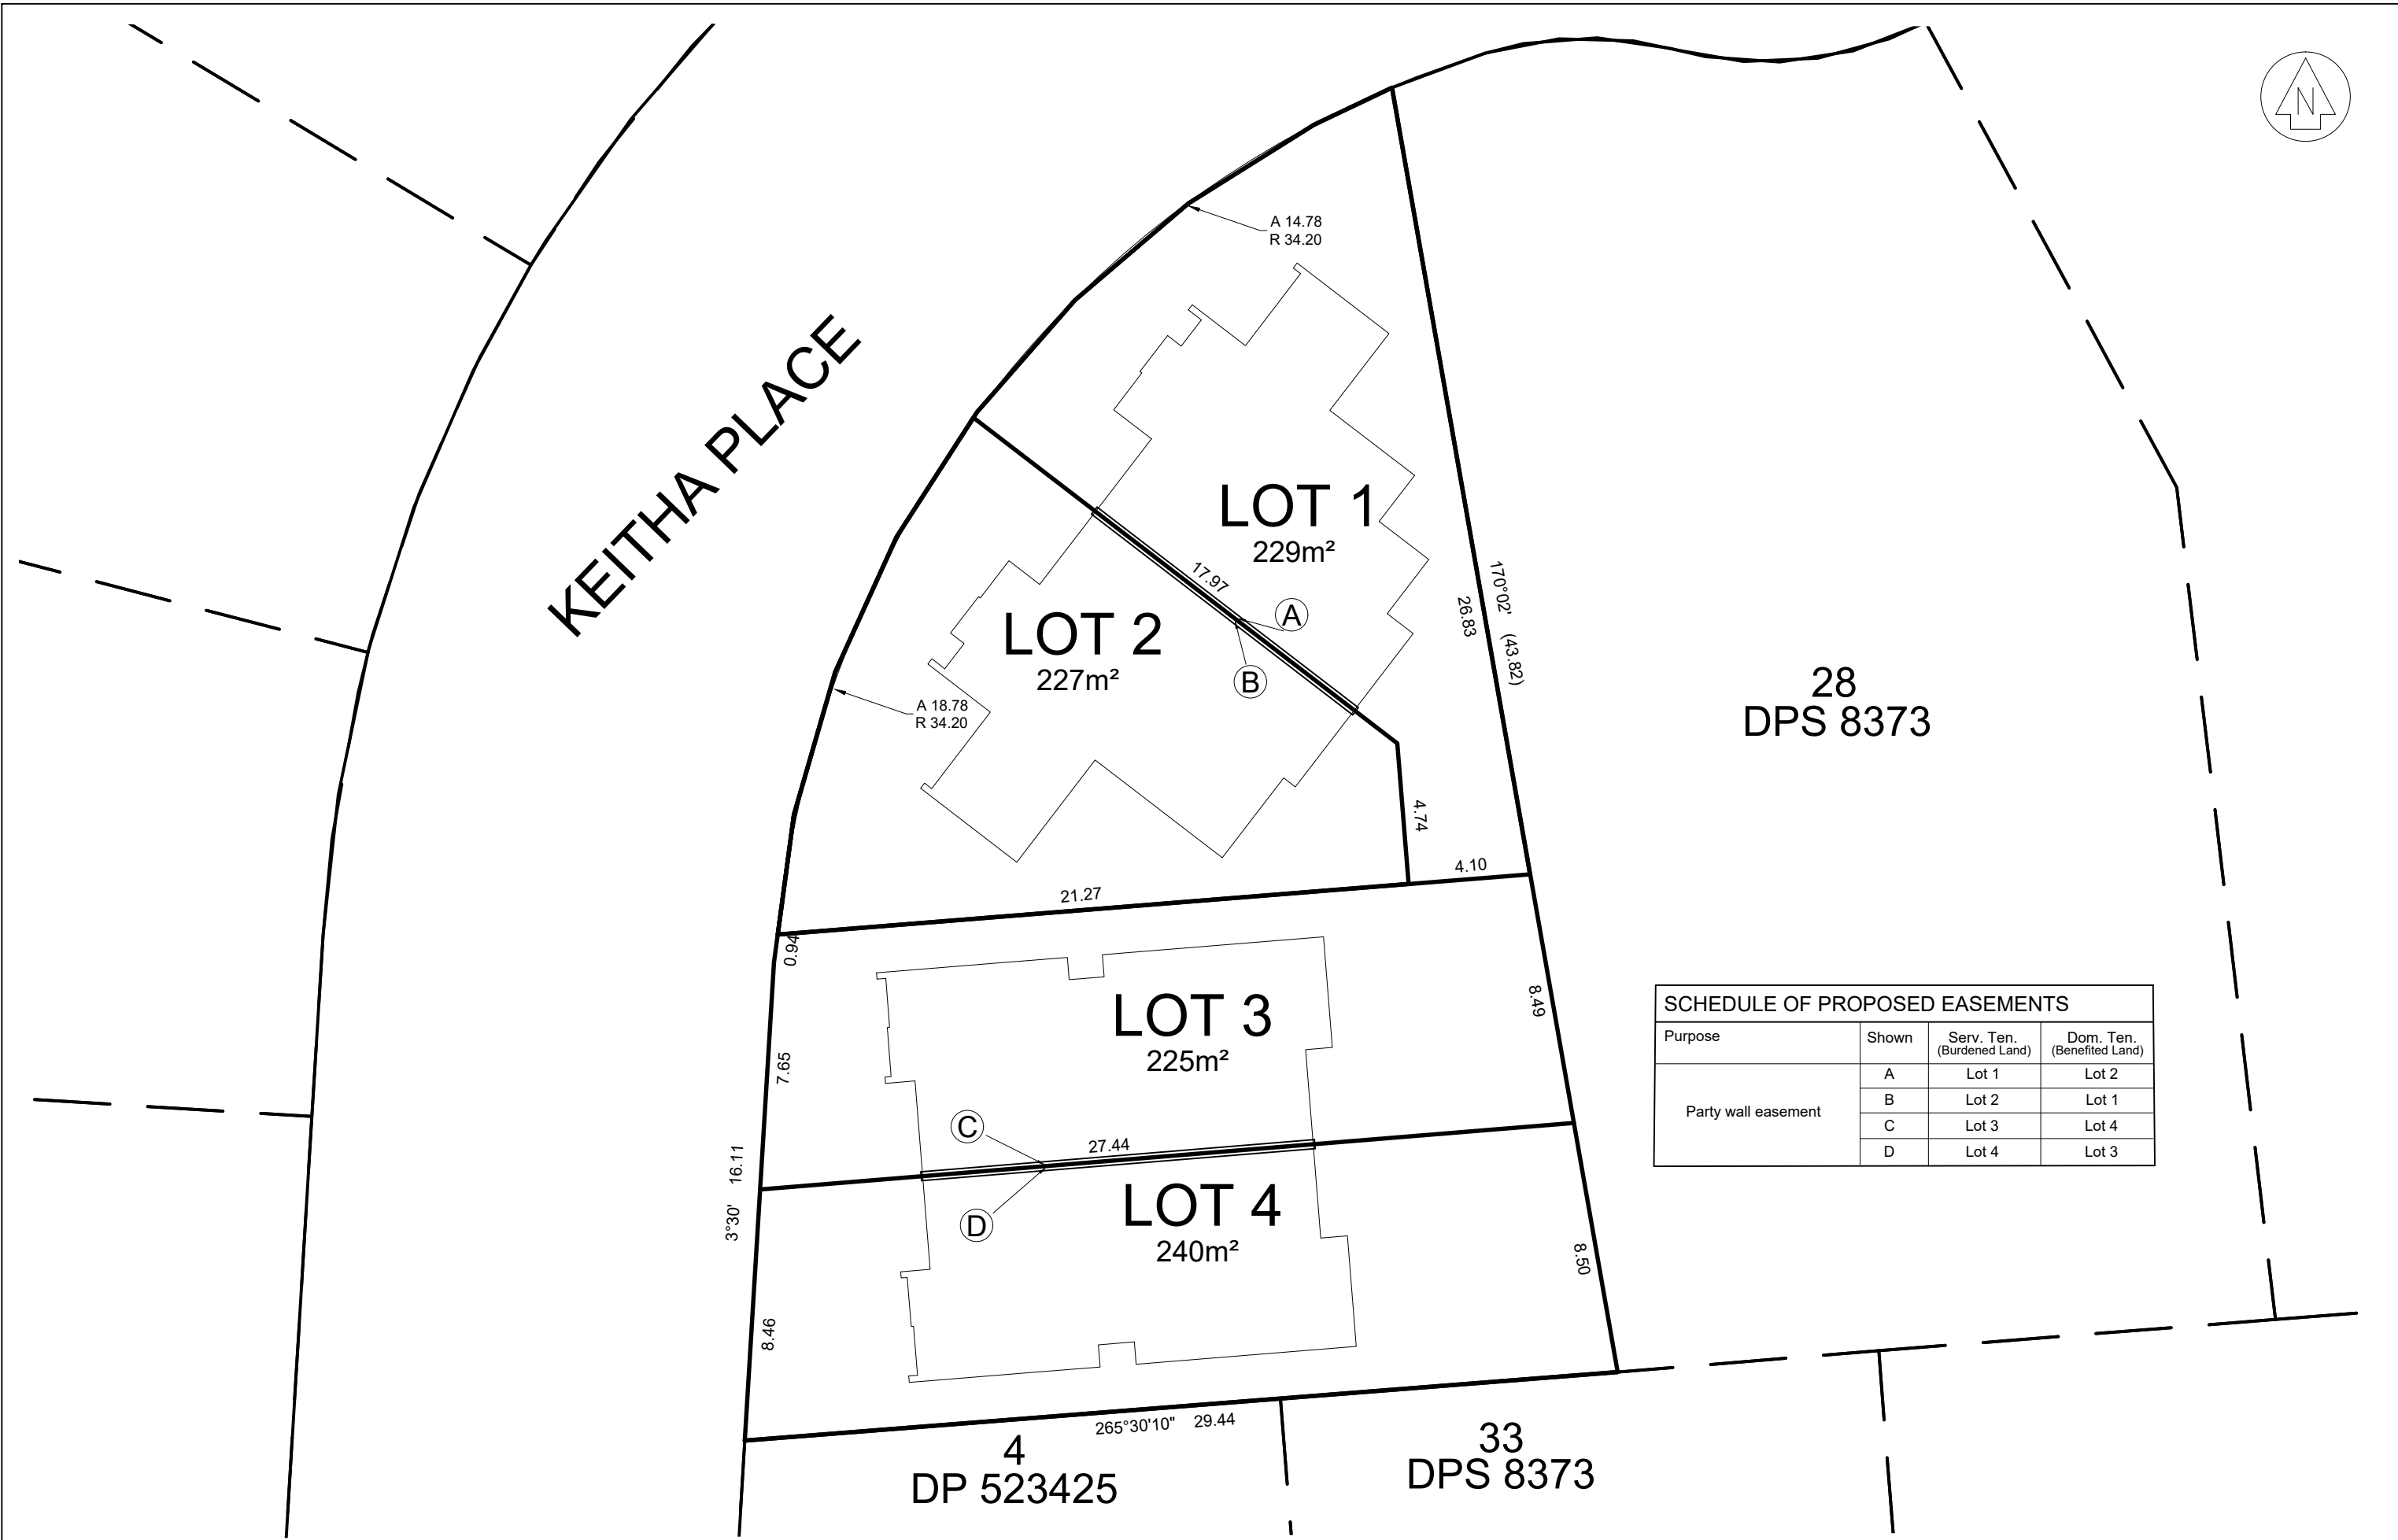 N
A 14.78
R 34.20
KEITHA PLACE
LOT 1
229m²
17.97
A
B
LOT 2
227m²
A 18.78
R 34.20
170°02' (43.82)
26.83
28
DPS 8373
4.74
4.10
21.27
0.94
LOT 3
225m²
8.49
7.65
C
27.44
D
3°30' 16.11
LOT 4
240m²
8.50
8.46
265°30'10" 29.44
4
DP 523425
33
DPS 8373
SCHEDULE OF PROPOSED EASEMENTS
Purpose Shown Serv. Ten. Dom. Ten.
(Burdened Land) (Benefited Land)
Party wall easement
A Lot 1 Lot 2
B Lot 2 Lot 1
C Lot 3 Lot 4
D Lot 4 Lot 3